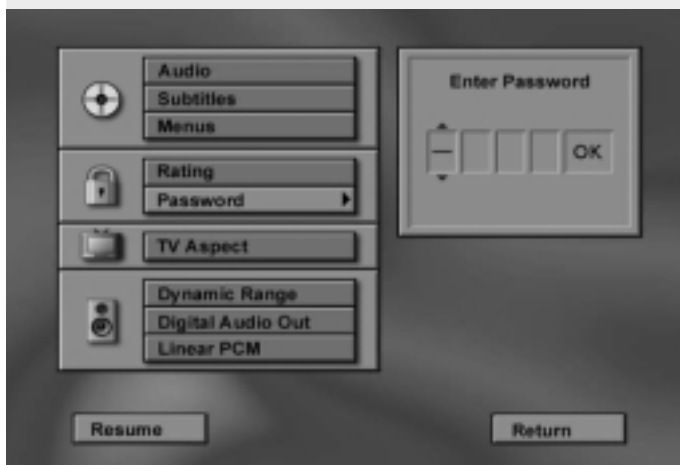 Audio
Subtitles
Menus
Rating
Password
TV Aspect
Dynamic Range
Digital Audio Out
Linear PCM
Enter Password
— OK
Resume
Return